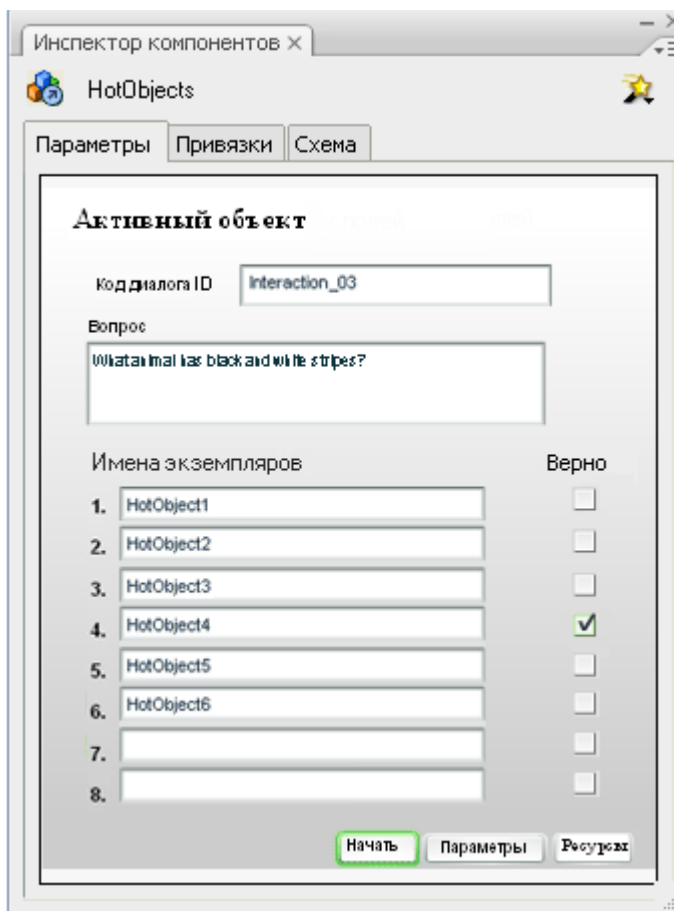 Инспектор компонентов ×
HotObjects
Параметры Привязки Схема
Активный объект
Код диалога ID Interaction_03
Вопрос
What animal has black and white stripes?
Имена экземпляров Верно
1. HotObject1
2. HotObject2
3. HotObject3
4. HotObject4
5. HotObject5
6. HotObject6
7.
8.
Начать Параметры Ресурсы